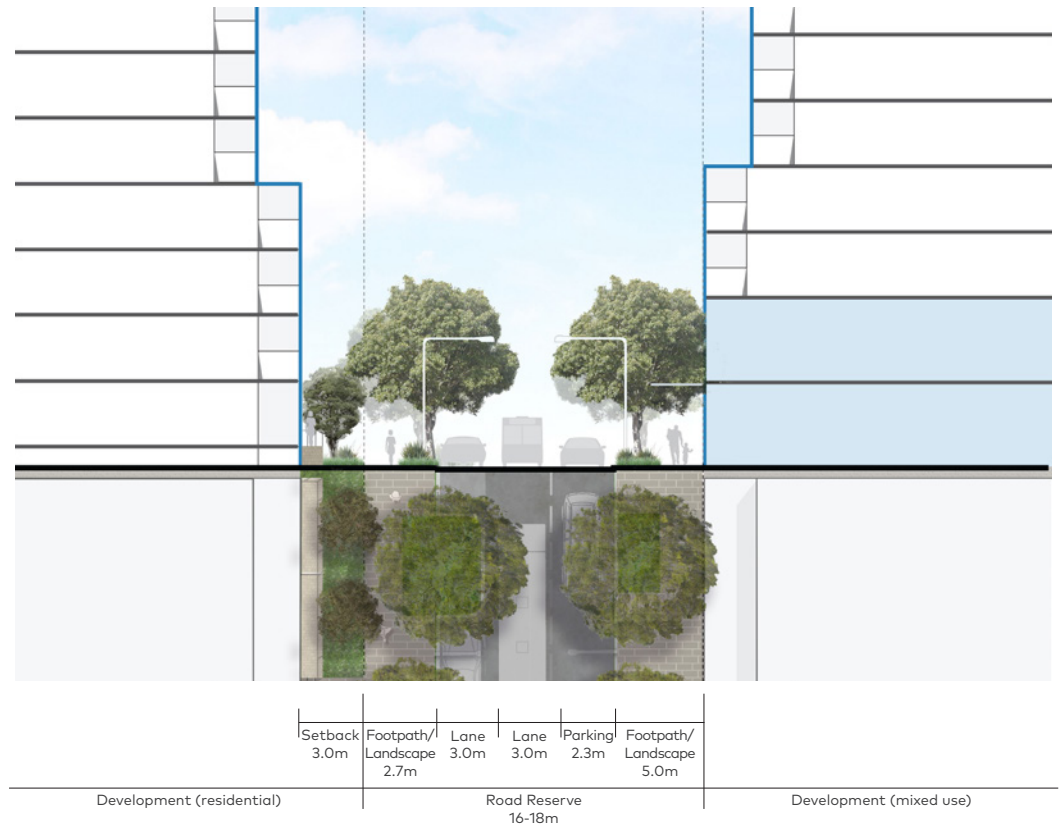 Setback
3.0m
Footpath/
Landscape
2.7m
Lane
3.0m
Lane
3.0m
Parking
2.3m
Footpath/
Landscape
5.0m
Development (residential)
Road Reserve
16-18m
Development (mixed use)